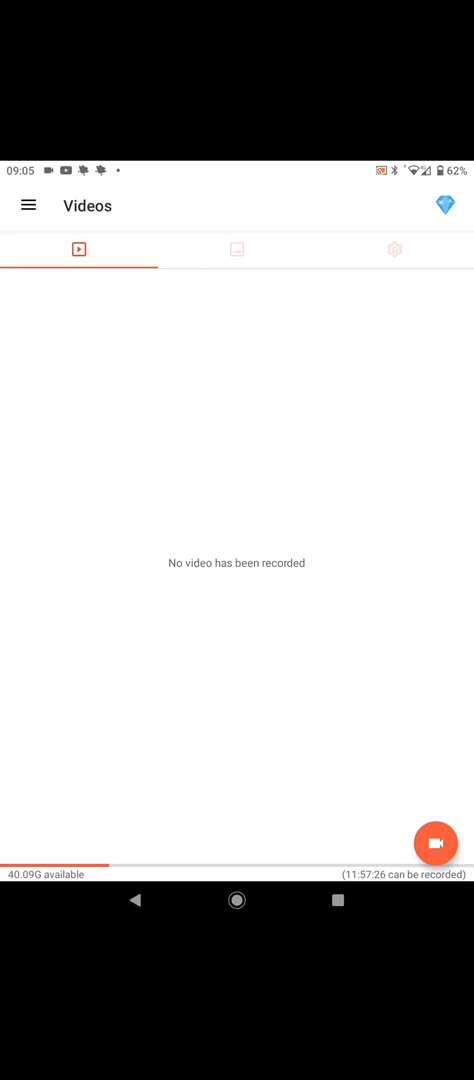 09:05 62%
Videos
No video has been recorded
40.09G available (11:57:26 can be recorded)